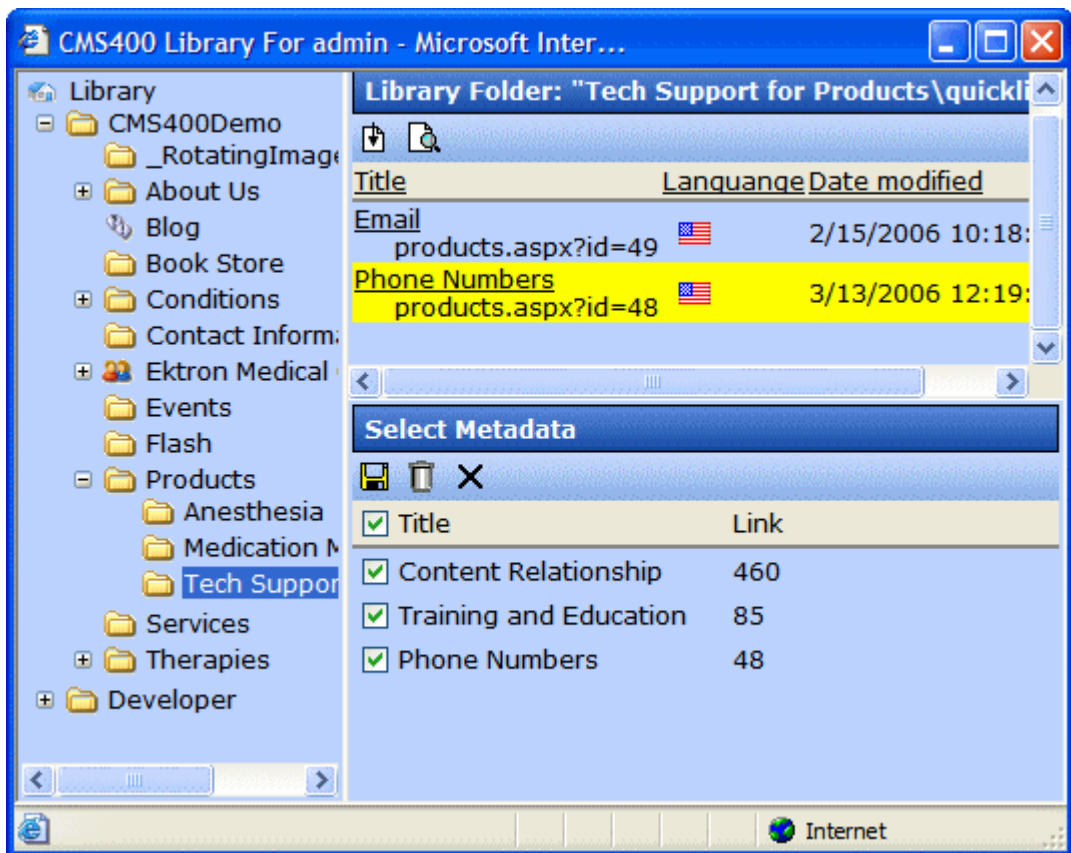 CMS400 Library For admin - Microsoft Inter...
Library
CMS400Demo
_RotatingImage
About Us
Blog
Book Store
Conditions
Contact Inform
Ektron Medical
Events
Flash
Products
Anesthesia
Medication M
Tech Suppor
Services
Therapies
Developer
Library Folder: "Tech Support for Products\quickli
Title Languange Date modified
Email
products.aspx?id=49 2/15/2006 10:18:
Phone Numbers
products.aspx?id=48 3/13/2006 12:19:
Select Metadata
Title Link
Content Relationship 460
Training and Education 85
Phone Numbers 48
Internet